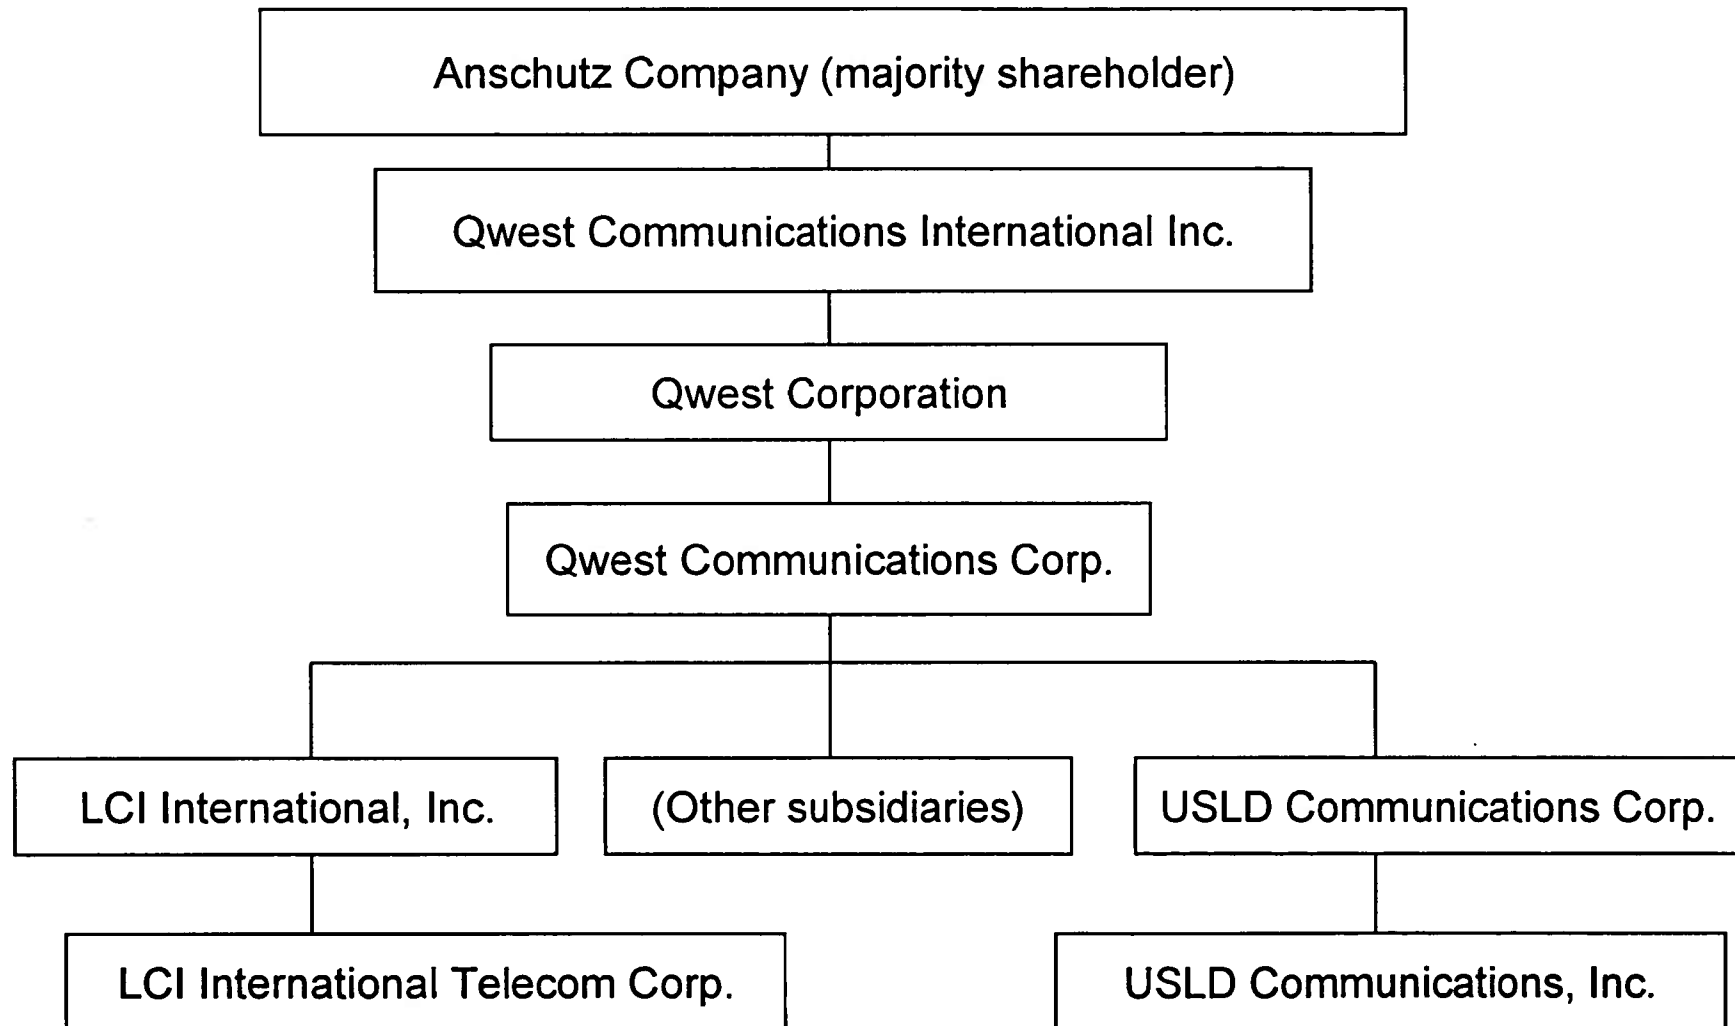 Anschutz Company (majority shareholder)
Qwest Communications International Inc.
Qwest Corporation
Qwest Communications Corp.
LCI International, Inc.
(Other subsidiaries)
USLD Communications Corp.
LCI International Telecom Corp.
USLD Communications, Inc.